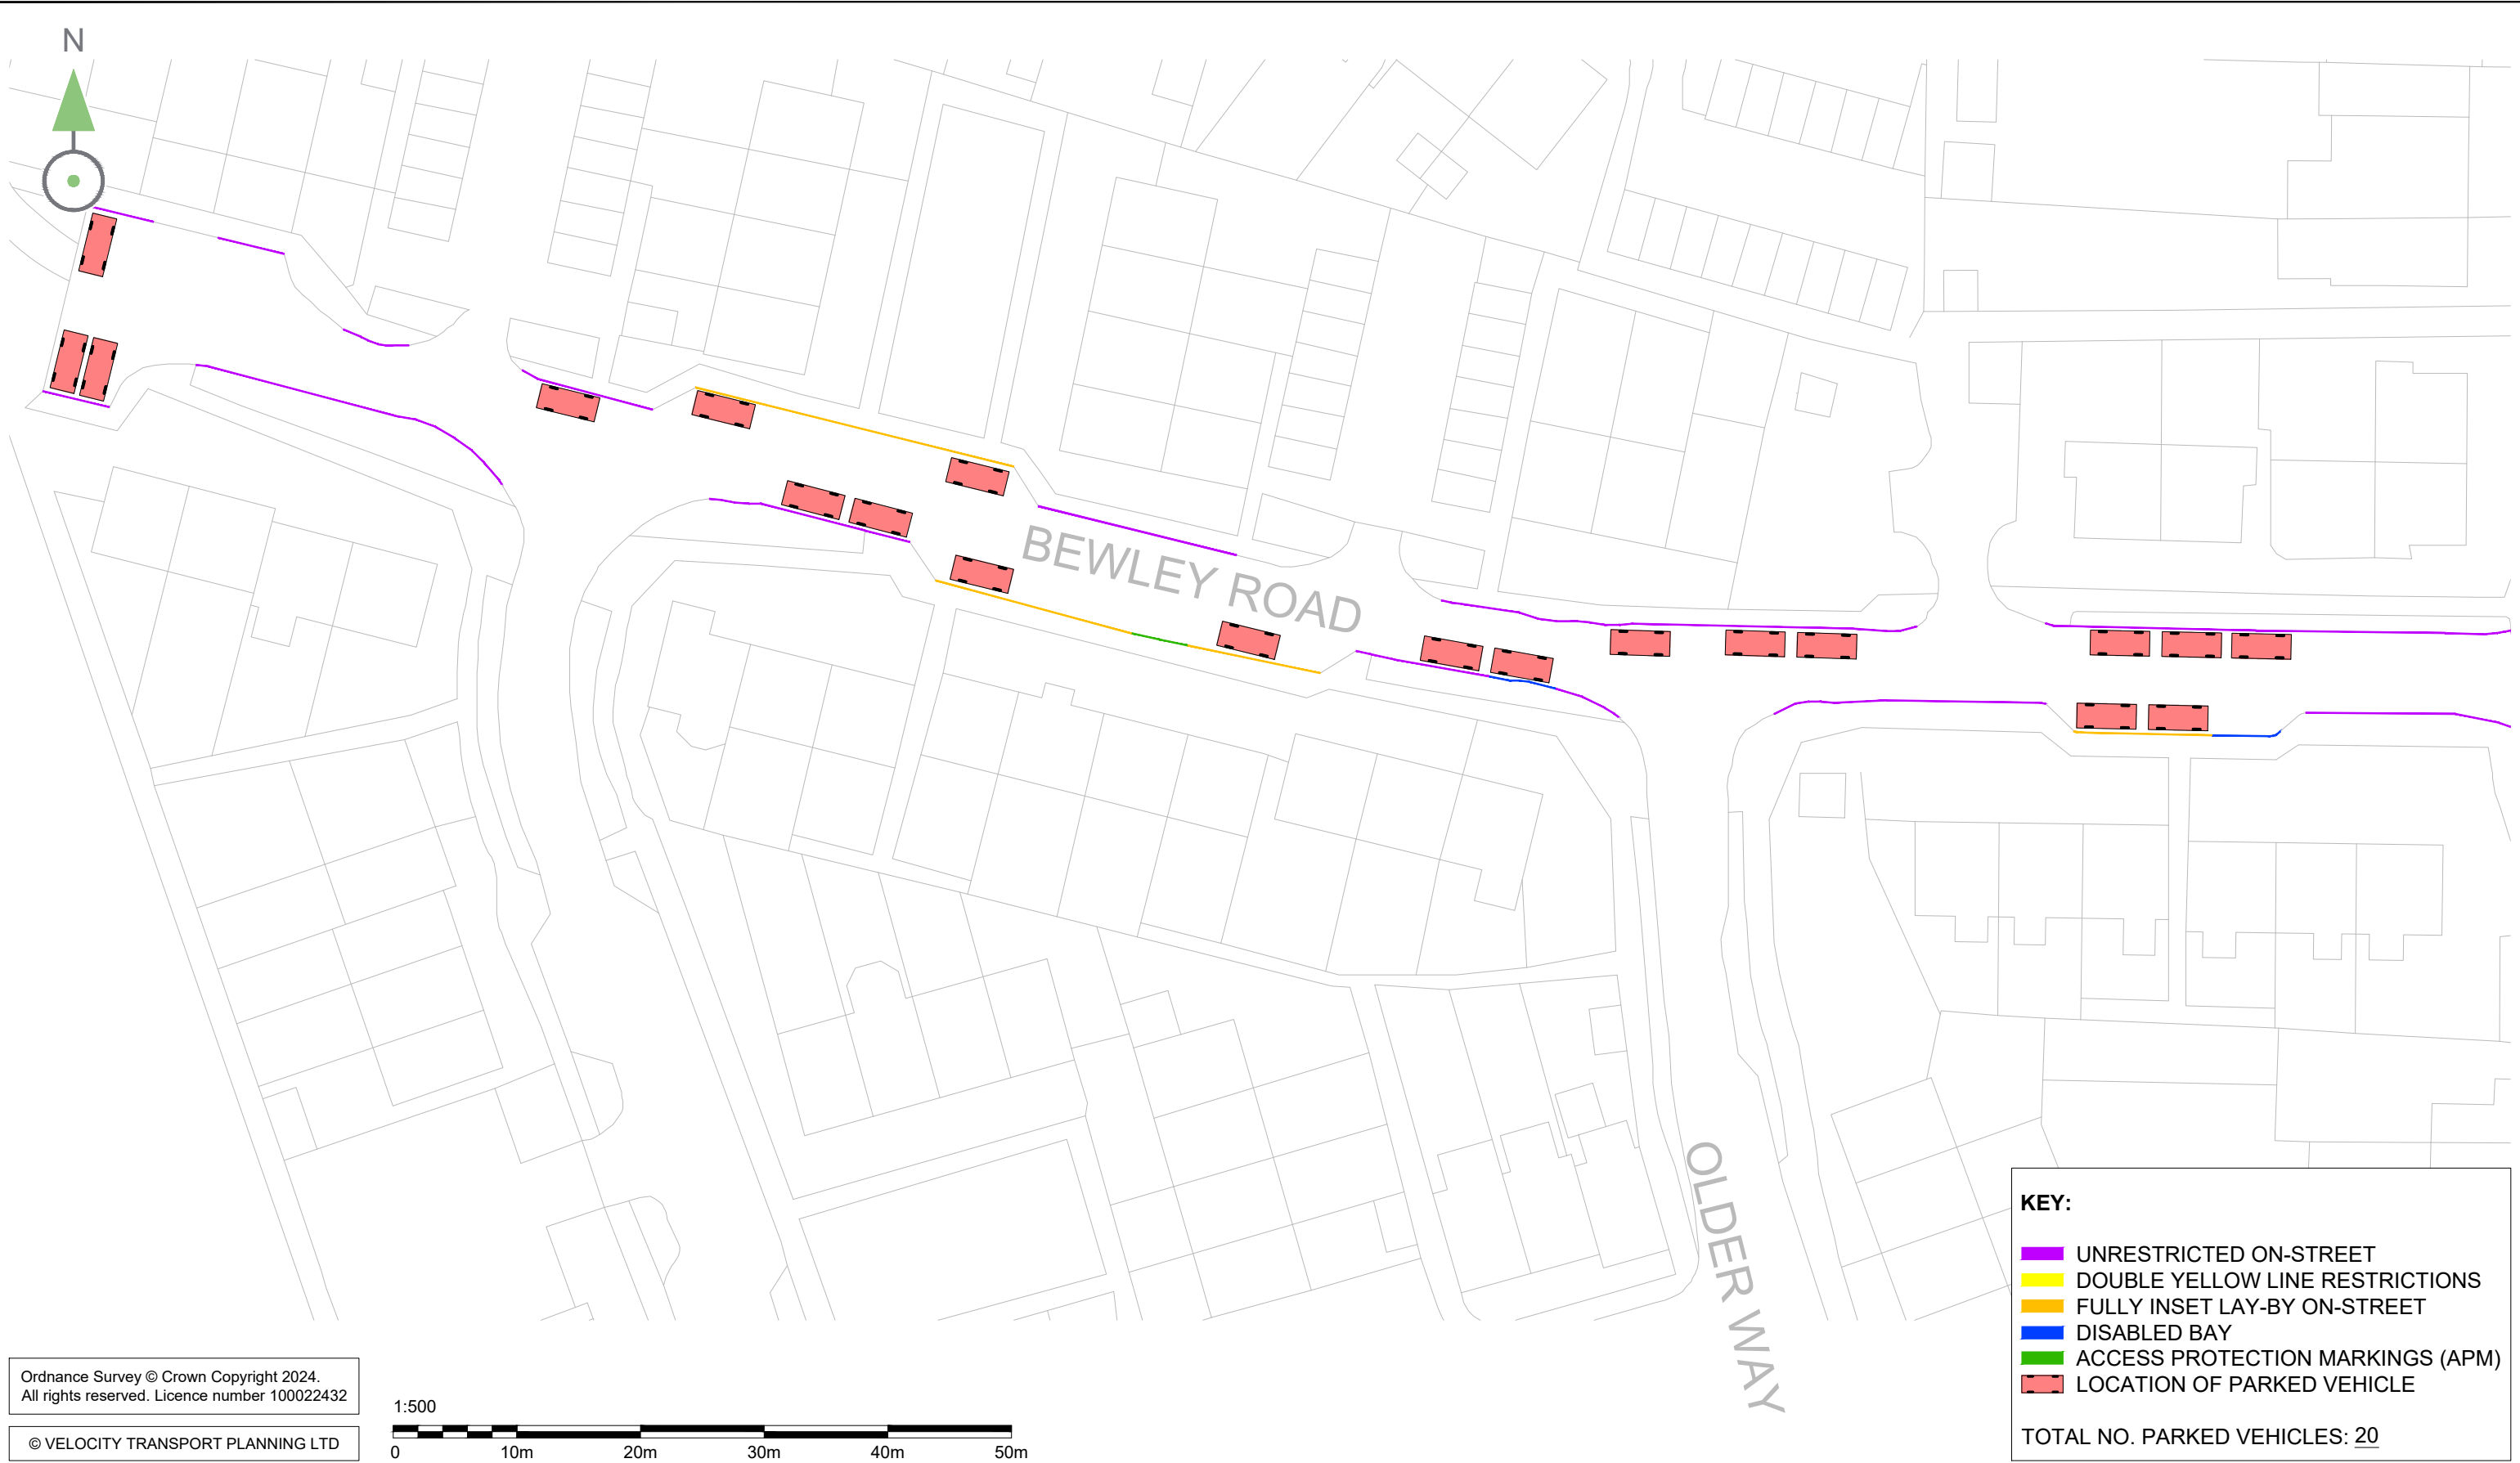 N
BEWLEY ROAD
OLDER WAY
KEY:
UNRESTRICTED ON-STREET
DOUBLE YELLOW LINE RESTRICTIONS
FULLY INSET LAY-BY ON-STREET
DISABLED BAY
ACCESS PROTECTION MARKINGS (APM)
LOCATION OF PARKED VEHICLE
TOTAL NO. PARKED VEHICLES: 20
Ordnance Survey © Crown Copyright 2024.
All rights reserved. Licence number 100022432
© VELOCITY TRANSPORT PLANNING LTD
1:500
0 10m 20m 30m 40m 50m